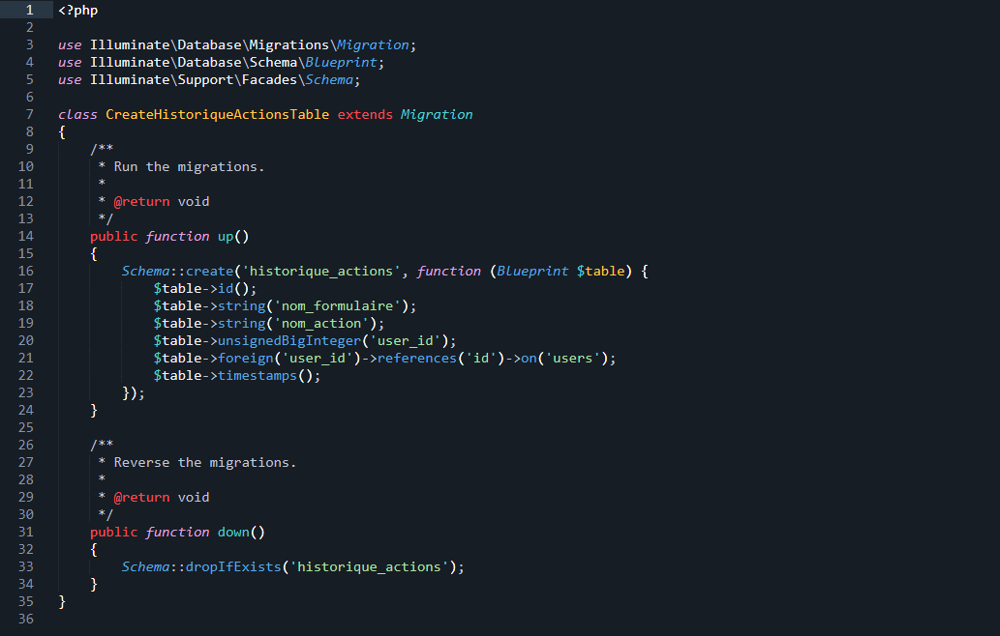 1 <?php
2
3 use Illuminate\Database\Migrations\Migration;
4 use Illuminate\Database\Schema\Blueprint;
5 use Illuminate\Support\Facades\Schema;
6
7 class CreateHistoriqueActionsTable extends Migration
8 {
9     /**
10      * Run the migrations.
11      *
12      * @return void
13      */
14     public function up()
15     {
16         Schema::create('historique_actions', function (Blueprint $table) {
17             $table->id();
18             $table->string('nom_formulaire');
19             $table->string('nom_action');
20             $table->unsignedBigInteger('user_id');
21             $table->foreign('user_id')->references('id')->on('users');
22             $table->timestamps();
23         });
24     }
25
26     /**
27      * Reverse the migrations.
28      *
29      * @return void
30      */
31     public function down()
32     {
33         Schema::dropIfExists('historique_actions');
34     }
35 }
36